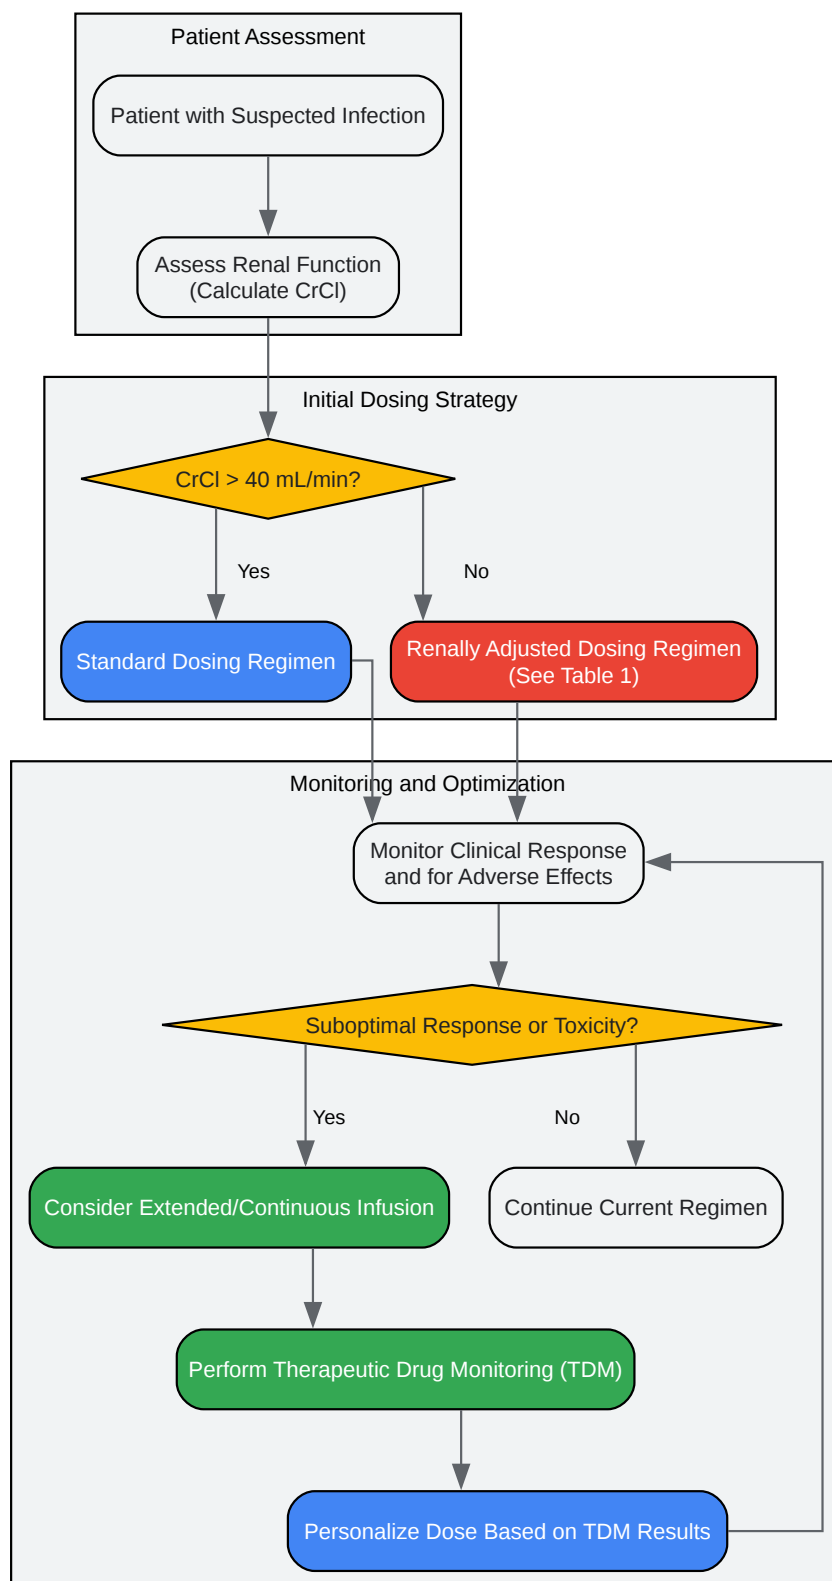 Patient Assessment
Patient with Suspected Infection
Assess Renal Function
(Calculate CrCl)
Initial Dosing Strategy
CrCl > 40 mL/min?
Yes
No
Standard Dosing Regimen
Renally Adjusted Dosing Regimen
(See Table 1)
Monitoring and Optimization
Monitor Clinical Response
and for Adverse Effects
Suboptimal Response or Toxicity?
Yes
No
Consider Extended/Continuous Infusion
Continue Current Regimen
Perform Therapeutic Drug Monitoring (TDM)
Personalize Dose Based on TDM Results